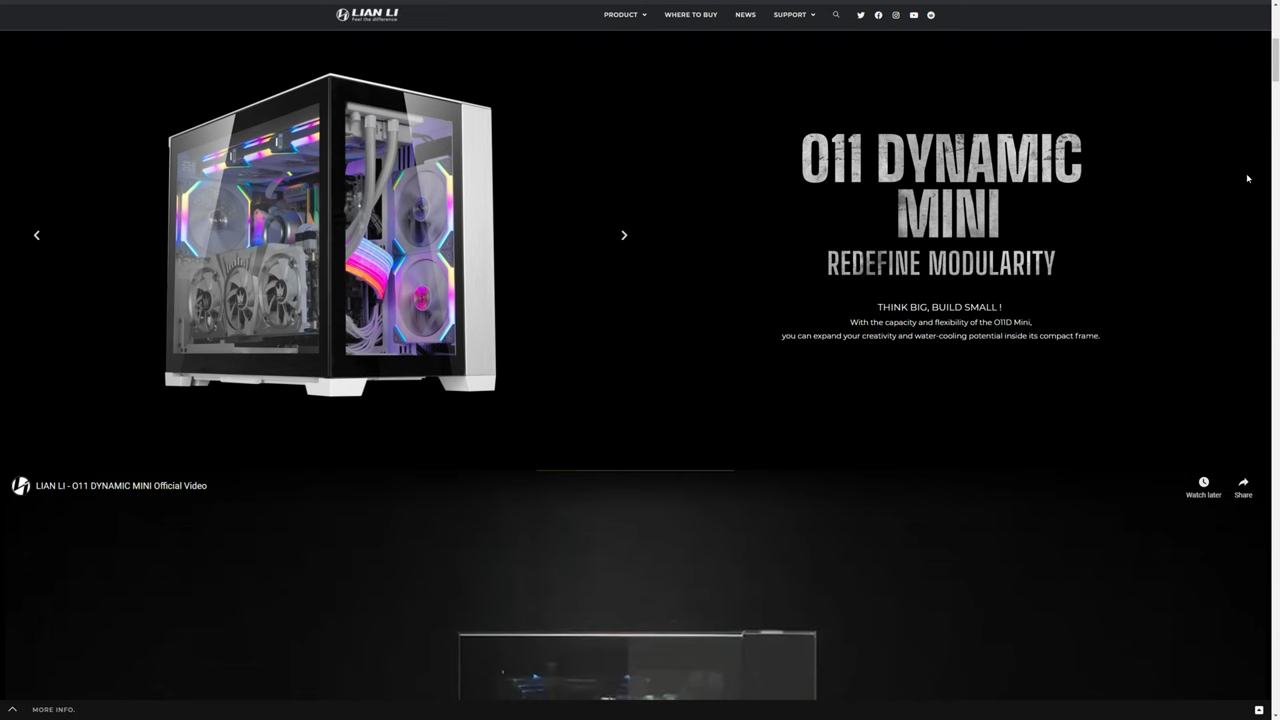 LIAN LI
Feel the difference
PRODUCT
WHERE TO BUY
NEWS
SUPPORT
O11 DYNAMIC
MINI
REDEFINE MODULARITY
THINK BIG, BUILD SMALL !
With the capacity and flexibility of the O11D Mini,
you can expand your creativity and water-cooling potential inside its compact frame.
LIAN LI - O11 DYNAMIC MINI Official Video
Watch later
Share
MORE INFO.